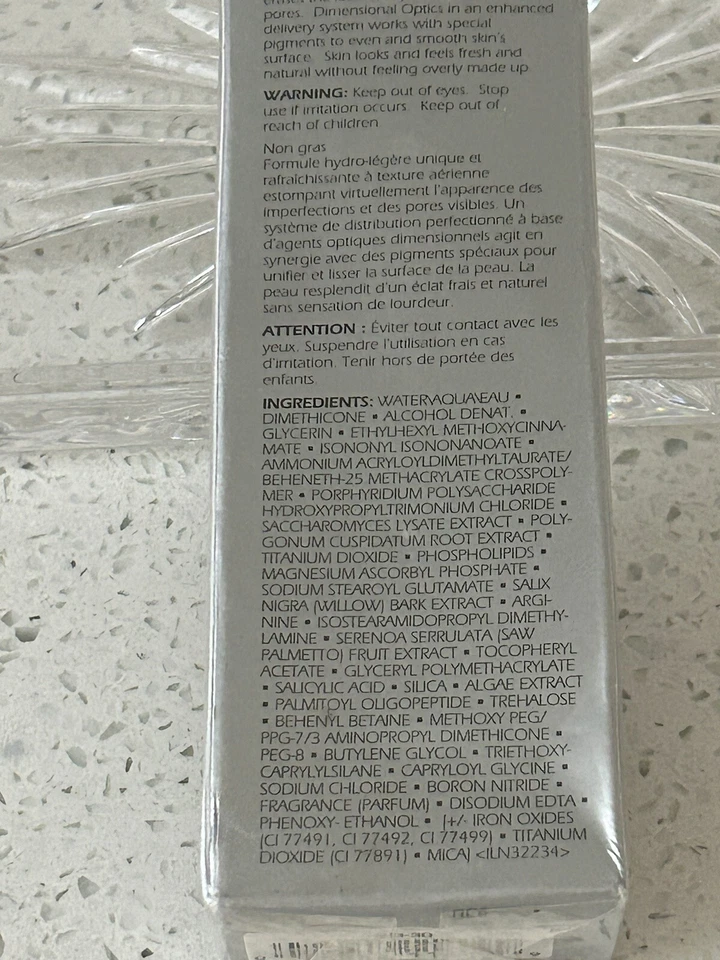 pores. Dimensional Optics in an enhanced
delivery system works with special
pigments to even and smooth skin's
surface. Skin looks and feels fresh and
natural without feeling overly made up.
WARNING: Keep out of eyes. Stop
use if irritation occurs. Keep out of
reach of children.
Non gras
Formule hydro-légère unique et
rafraîchissante à texture aérienne
estompant virtuellement l'apparence des
imperfections et des pores visibles. Un
système de distribution perfectionné à base
d'agents optiques dimensionnels agit en
synergie avec des pigments spéciaux pour
unifier et lisser la surface de la peau. La
peau resplendit d'un éclat frais et naturel
sans sensation de lourdeur.
ATTENTION : Éviter tout contact avec les
yeux. Suspendre l'utilisation en cas
d'irritation. Tenir hors de portée des
enfants.
INGREDIENTS: WATER\AQUA\EAU ▪
DIMETHICONE ▪ ALCOHOL DENAT. ▪
GLYCERIN ▪ ETHYLHEXYL METHOXYCINNA-
MATE ▪ ISONONYL ISONONANOATE ▪
AMMONIUM ACRYLOYLDIMETHYLTAURATE/
BEHENETH-25 METHACRYLATE CROSSPOLY-
MER ▪ PORPHYRIDIUM POLYSACCHARIDE
HYDROXYPROPYLTRIMONIUM CHLORIDE ▪
SACCHAROMYCES LYSATE EXTRACT ▪ POLY-
GONUM CUSPIDATUM ROOT EXTRACT ▪
TITANIUM DIOXIDE ▪ PHOSPHOLIPIDS ▪
MAGNESIUM ASCORBYL PHOSPHATE ▪
SODIUM STEAROYL GLUTAMATE ▪ SALIX
NIGRA (WILLOW) BARK EXTRACT ▪ ARGI-
NINE ▪ ISOSTEARAMIDOPROPYL DIMETHY-
LAMINE ▪ SERENOA SERRULATA (SAW
PALMETTO) FRUIT EXTRACT ▪ TOCOPHERYL
ACETATE ▪ GLYCERYL POLYMETHACRYLATE
▪ SALICYLIC ACID ▪ SILICA ▪ ALGAE EXTRACT
▪ PALMITOYL OLIGOPEPTIDE ▪ TREHALOSE
▪ BEHENYL BETAINE ▪ METHOXY PEG/
PPG-7/3 AMINOPROPYL DIMETHICONE ▪
PEG-8 ▪ BUTYLENE GLYCOL ▪ TRIETHOXY-
CAPRYLYLSILANE ▪ CAPRYLOYL GLYCINE ▪
SODIUM CHLORIDE ▪ BORON NITRIDE ▪
FRAGRANCE (PARFUM) ▪ DISODIUM EDTA ▪
PHENOXY- ETHANOL ▪ [+/- IRON OXIDES
(CI 77491, CI 77492, CI 77499) ▪ TITANIUM
DIOXIDE (CI 77891) ▪ MICA] <ILN32234>